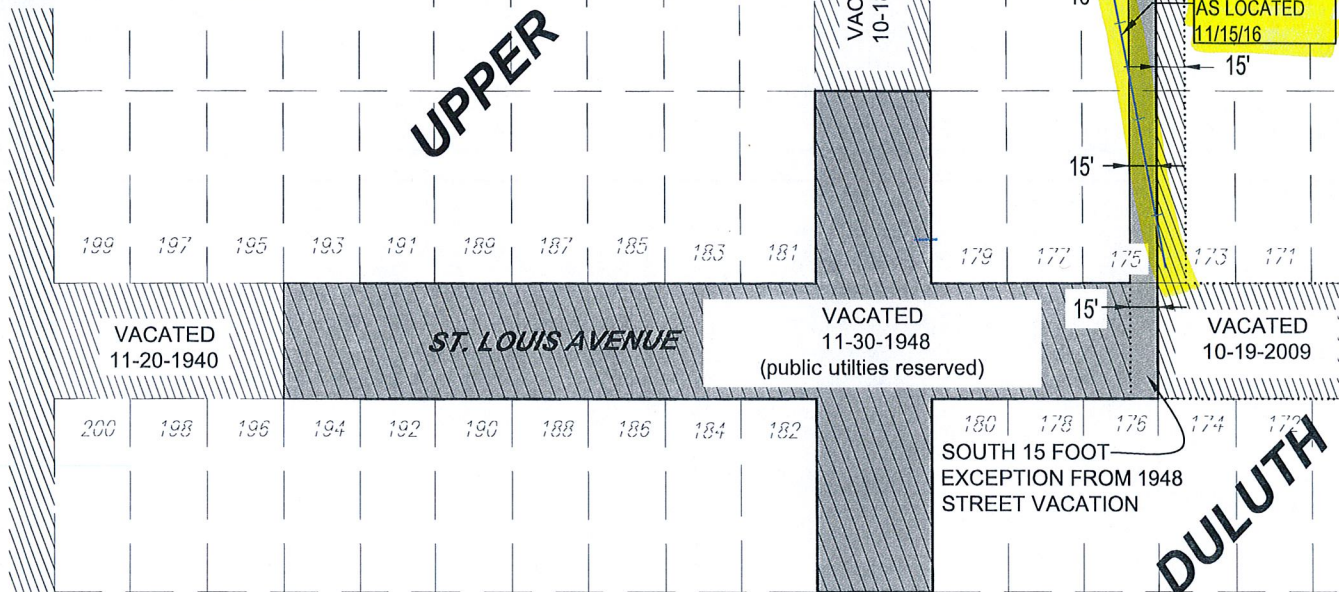 UPPER
VAC
AS LOCATED
11/15/16
15'
15'
199 197 195 193 191 189 187 185 183 181 179 177 175 173 171
VACATED
11-20-1940
ST. LOUIS AVENUE
VACATED
11-30-1948
(public utilties reserved)
15'
VACATED
10-19-2009
200 198 196 194 192 190 188 186 184 182 180 178 176 174 172
SOUTH 15 FOOT
EXCEPTION FROM 1948
STREET VACATION
DULUTH